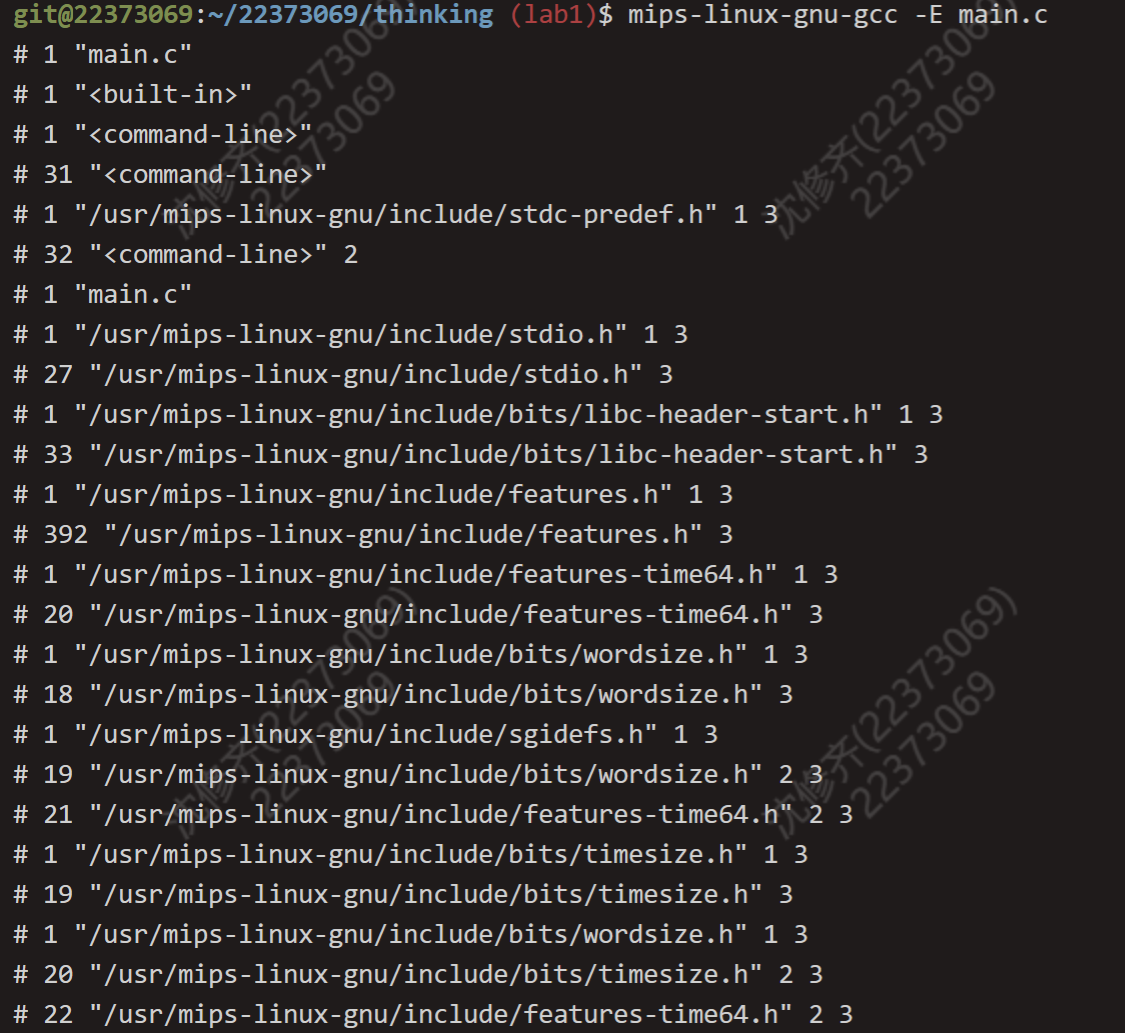 git@22373069:~/22373069/thinking (lab1)$ mips-linux-gnu-gcc -E main.c
# 1 "main.c"
# 1 "<built-in>"
# 1 "<command-line>"
# 31 "<command-line>"
# 1 "/usr/mips-linux-gnu/include/stdc-predef.h" 1 3
# 32 "<command-line>" 2
# 1 "main.c"
# 1 "/usr/mips-linux-gnu/include/stdio.h" 1 3
# 27 "/usr/mips-linux-gnu/include/stdio.h" 3
# 1 "/usr/mips-linux-gnu/include/bits/libc-header-start.h" 1 3
# 33 "/usr/mips-linux-gnu/include/bits/libc-header-start.h" 3
# 1 "/usr/mips-linux-gnu/include/features.h" 1 3
# 392 "/usr/mips-linux-gnu/include/features.h" 3
# 1 "/usr/mips-linux-gnu/include/features-time64.h" 1 3
# 20 "/usr/mips-linux-gnu/include/features-time64.h" 3
# 1 "/usr/mips-linux-gnu/include/bits/wordsize.h" 1 3
# 18 "/usr/mips-linux-gnu/include/bits/wordsize.h" 3
# 1 "/usr/mips-linux-gnu/include/sgidefs.h" 1 3
# 19 "/usr/mips-linux-gnu/include/bits/wordsize.h" 2 3
# 21 "/usr/mips-linux-gnu/include/features-time64.h" 2 3
# 1 "/usr/mips-linux-gnu/include/bits/timesize.h" 1 3
# 19 "/usr/mips-linux-gnu/include/bits/timesize.h" 3
# 1 "/usr/mips-linux-gnu/include/bits/wordsize.h" 1 3
# 20 "/usr/mips-linux-gnu/include/bits/timesize.h" 2 3
# 22 "/usr/mips-linux-gnu/include/features-time64.h" 2 3
沈修齐(22373069)
22373069
沈修齐(22373069)
22373069
沈修齐(22373069)
22373069
沈修齐(22373069)
22373069